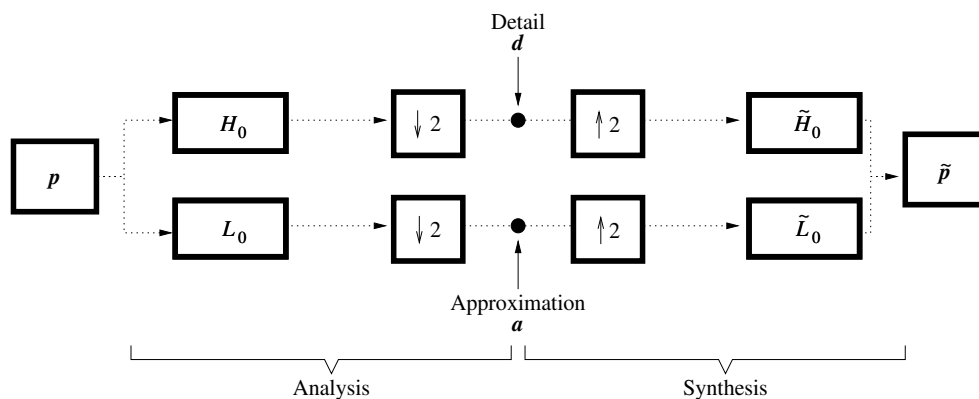 Detail
d
H₀
↓ 2
↑ 2
H̃₀
p
p̃
L₀
↓ 2
↑ 2
L̃₀
Approximation
a
Analysis
Synthesis